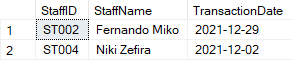 StaffID StaffName TransactionDate
1 ST002 Fernando Miko 2021-12-29
2 ST004 Niki Zefira 2021-12-02